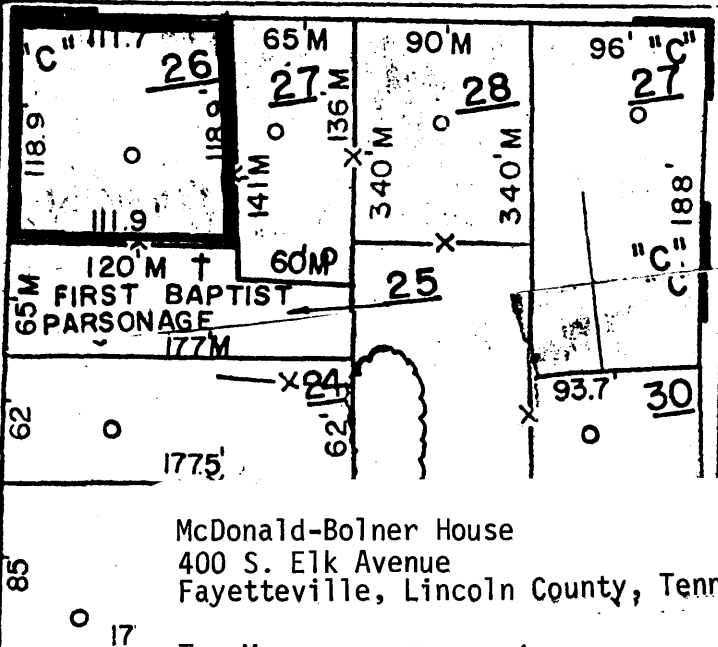 "C" 111.7' 26 65'M 90'M 96' "C"
27 28 27
118.9' 118.9' 141'M 136'M 340'M 340'M 188'
111.9'
120'M 60'M "C"
65'M FIRST BAPTIST 25
PARSONAGE
177'M
24 93.7' 30
62' 62'
177.5'
McDonald-Bolner House
400 S. Elk Avenue
85 Fayetteville, Lincoln County, Tenn
17